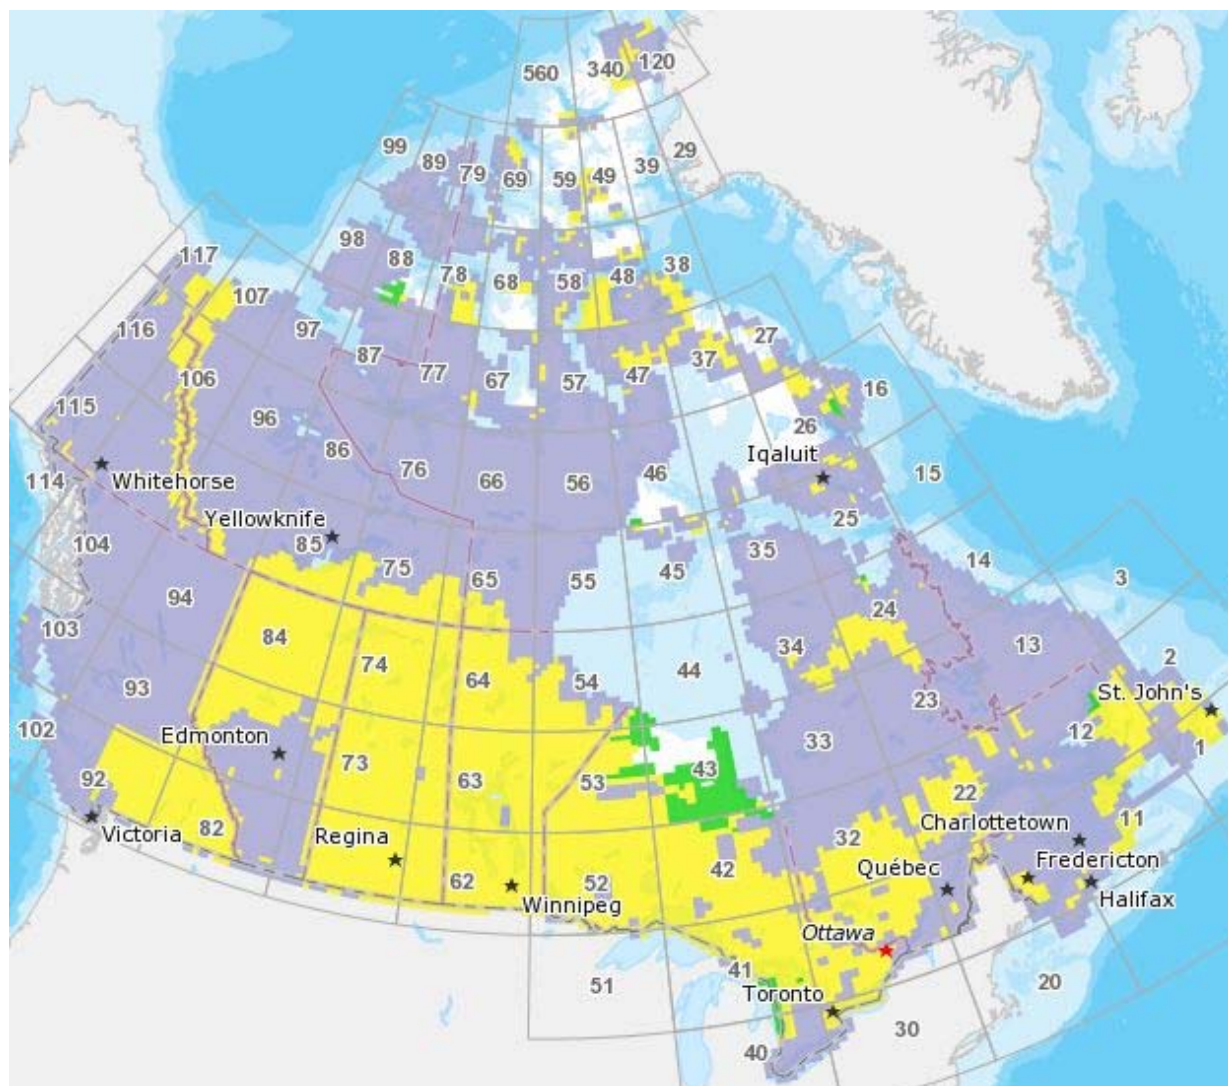 560 340 120
99 89 79 69 59 49 39 29
98 88 78 68 58 48 38
117 107 97 87 77 67 57 47 37 27
116 106 96 86 76 66 56 46 26 16
Iqaluit
115
Whitehorse
114
Yellowknife
85 75 65 55 45 35 25 15
104 94 84 74 64 54 44 34 24 14 3
103 93 13 2
23
St. John's
102
Edmonton
73 63 53 43 33 12 1
92
Victoria
82
Regina
62
Winnipeg
52 42 32 22 11
Charlottetown
Québec
Fredericton
Halifax
Ottawa
51 41
Toronto
40 30 20